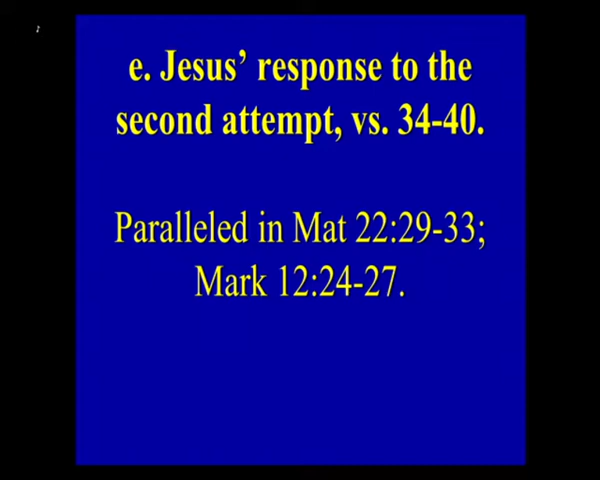 e. Jesus’ response to the
second attempt, vs. 34-40.
Paralleled in Mat 22:29-33;
Mark 12:24-27.